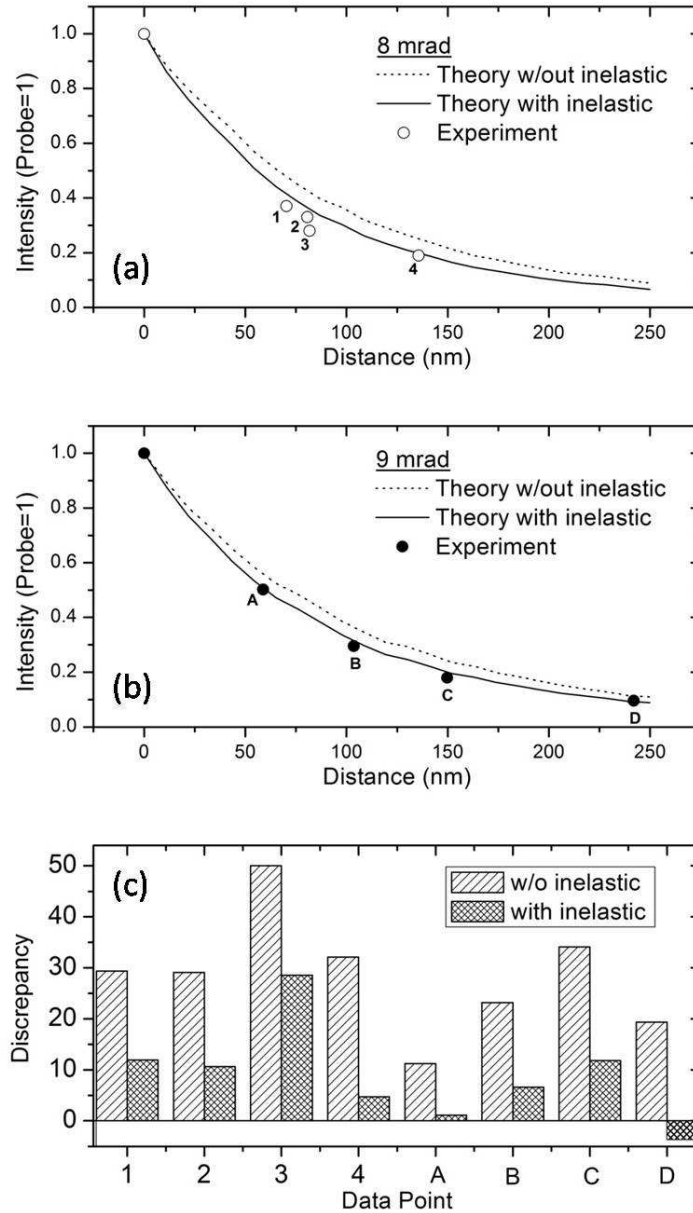 1.0
0.8
0.6
0.4
0.2
0.0
Intensity (Probe=1)
8 mrad
Theory w/out inelastic
Theory with inelastic
Experiment
1
2
3
4
(a)
0 50 100 150 200 250
Distance (nm)
1.0
0.8
0.6
0.4
0.2
0.0
Intensity (Probe=1)
9 mrad
Theory w/out inelastic
Theory with inelastic
Experiment
A
B
C
D
(b)
0 50 100 150 200 250
Distance (nm)
50
40
30
20
10
0
Discrepancy
(c)
w/o inelastic
with inelastic
1 2 3 4 A B C D
Data Point